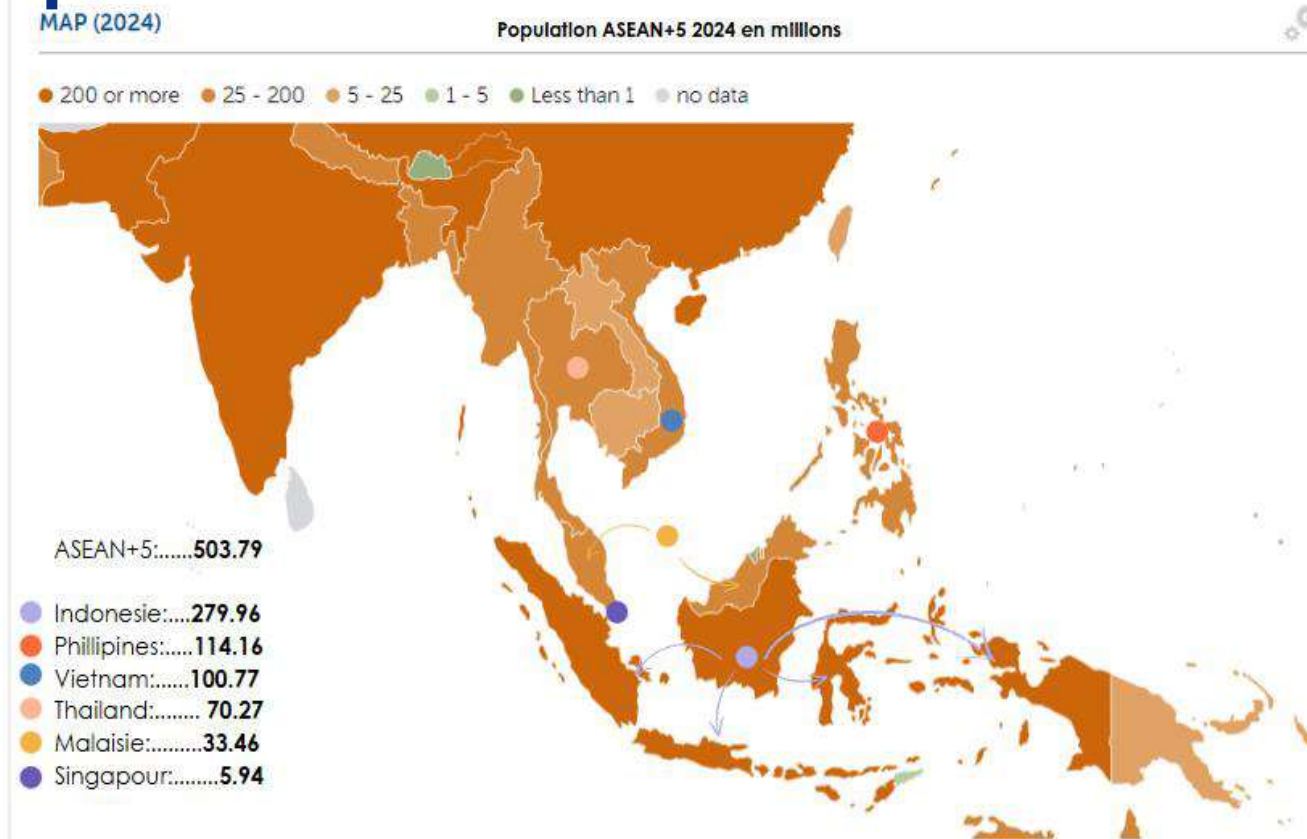 MAP (2024)
Population ASEAN+5 2024 en millions
200 or more 25 - 200 5 - 25 1 - 5 Less than 1 no data
ASEAN+5:......503.79
Indonesie:....279.96
Phillipines:.....114.16
Vietnam:......100.77
Thailand:........ 70.27
Malaisie:.........33.46
Singapour:........5.94